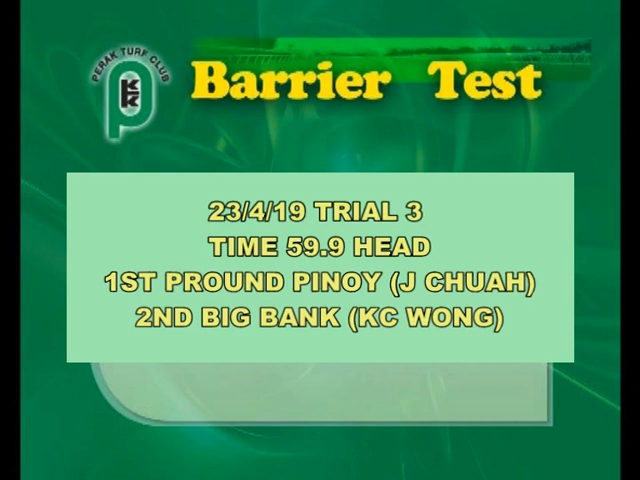 PERAK TURF CLUB
Barrier Test
23/4/19 TRIAL 3
TIME 59.9 HEAD
1ST PROUND PINOY (J CHUAH)
2ND BIG BANK (KC WONG)